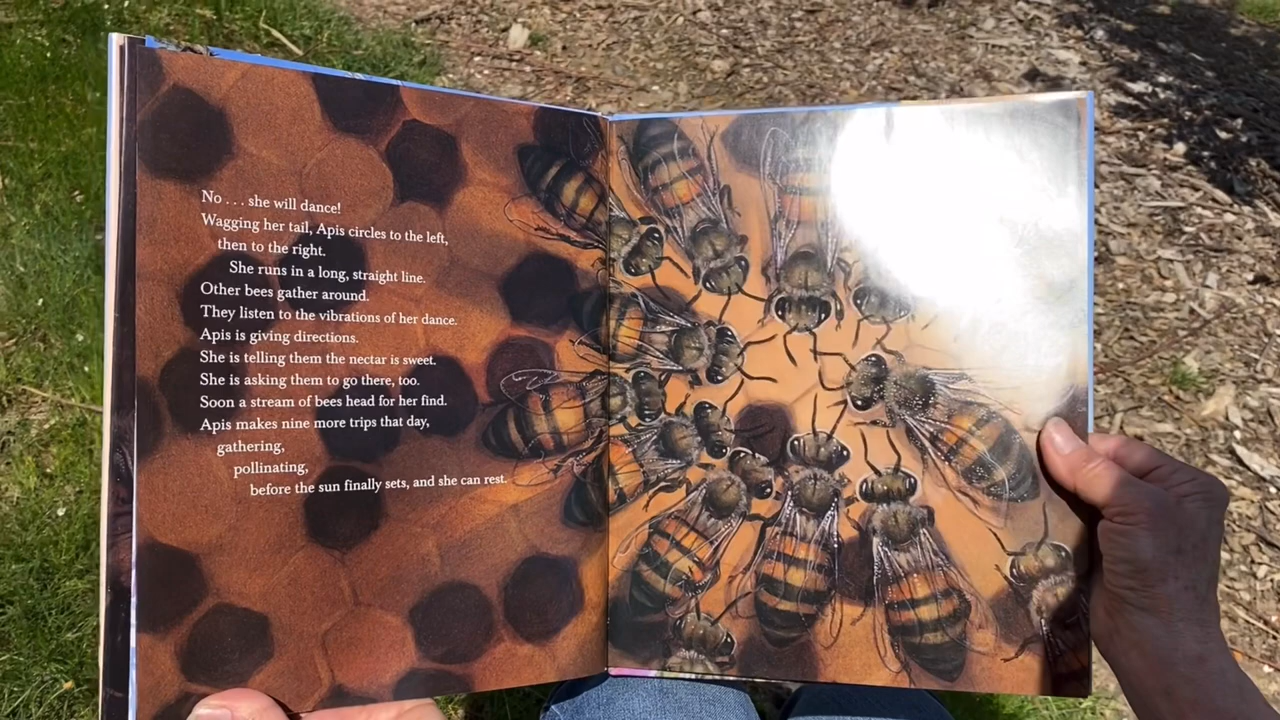 No . . . she will dance!
Wagging her tail, Apis circles to the left,
then to the right.
She runs in a long, straight line.
Other bees gather around.
They listen to the vibrations of her dance.
Apis is giving directions.
She is telling them the nectar is sweet.
She is asking them to go there, too.
Soon a stream of bees head for her find.
Apis makes nine more trips that day,
gathering,
pollinating,
before the sun finally sets, and she can rest.